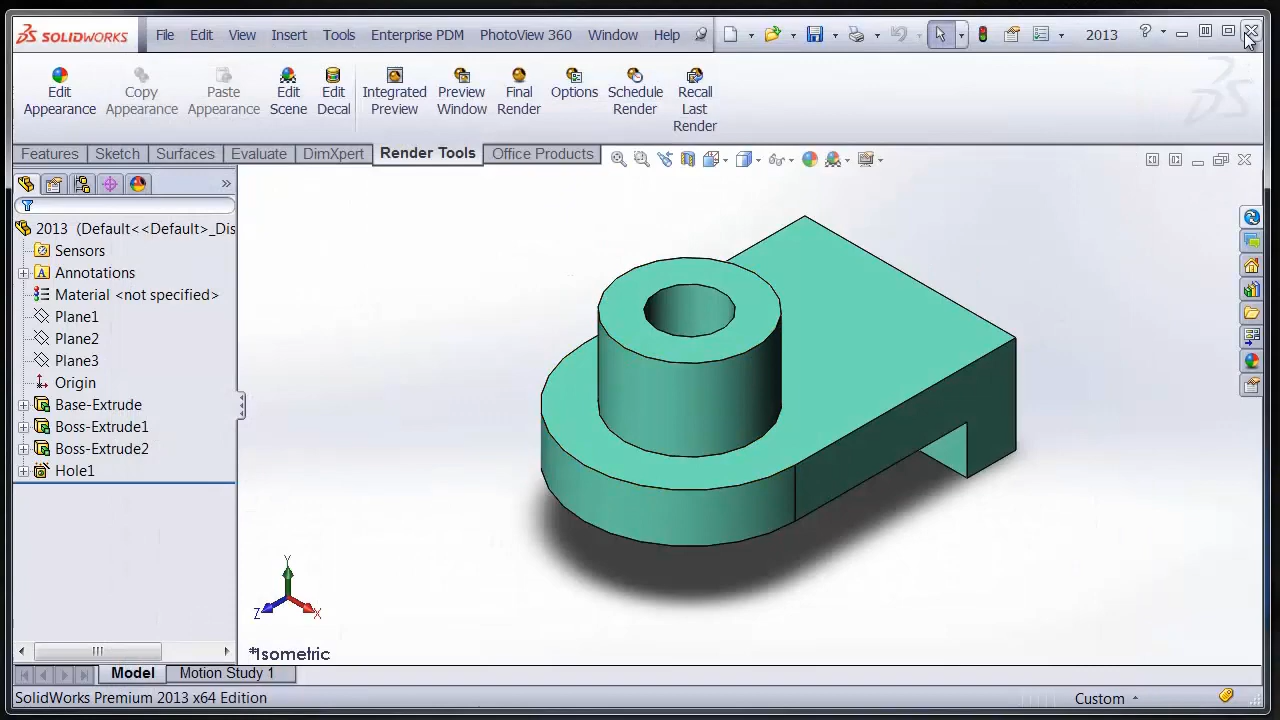 SOLIDWORKS File Edit View Insert Tools Enterprise PDM PhotoView 360 Window Help 2013 ?
Edit Appearance
Copy Appearance
Paste Appearance
Edit Scene
Edit Decal
Integrated Preview
Preview Window
Final Render
Options
Schedule Render
Recall Last Render
Features Sketch Surfaces Evaluate DimXpert Render Tools Office Products
»
2013 (Default<<Default>_Dis
Sensors
A Annotations
Material <not specified>
Plane1
Plane2
Plane3
Origin
Base-Extrude
Boss-Extrude1
Boss-Extrude2
Hole1
Y
Z X
*Isometric
Model Motion Study 1
SolidWorks Premium 2013 x64 Edition Custom